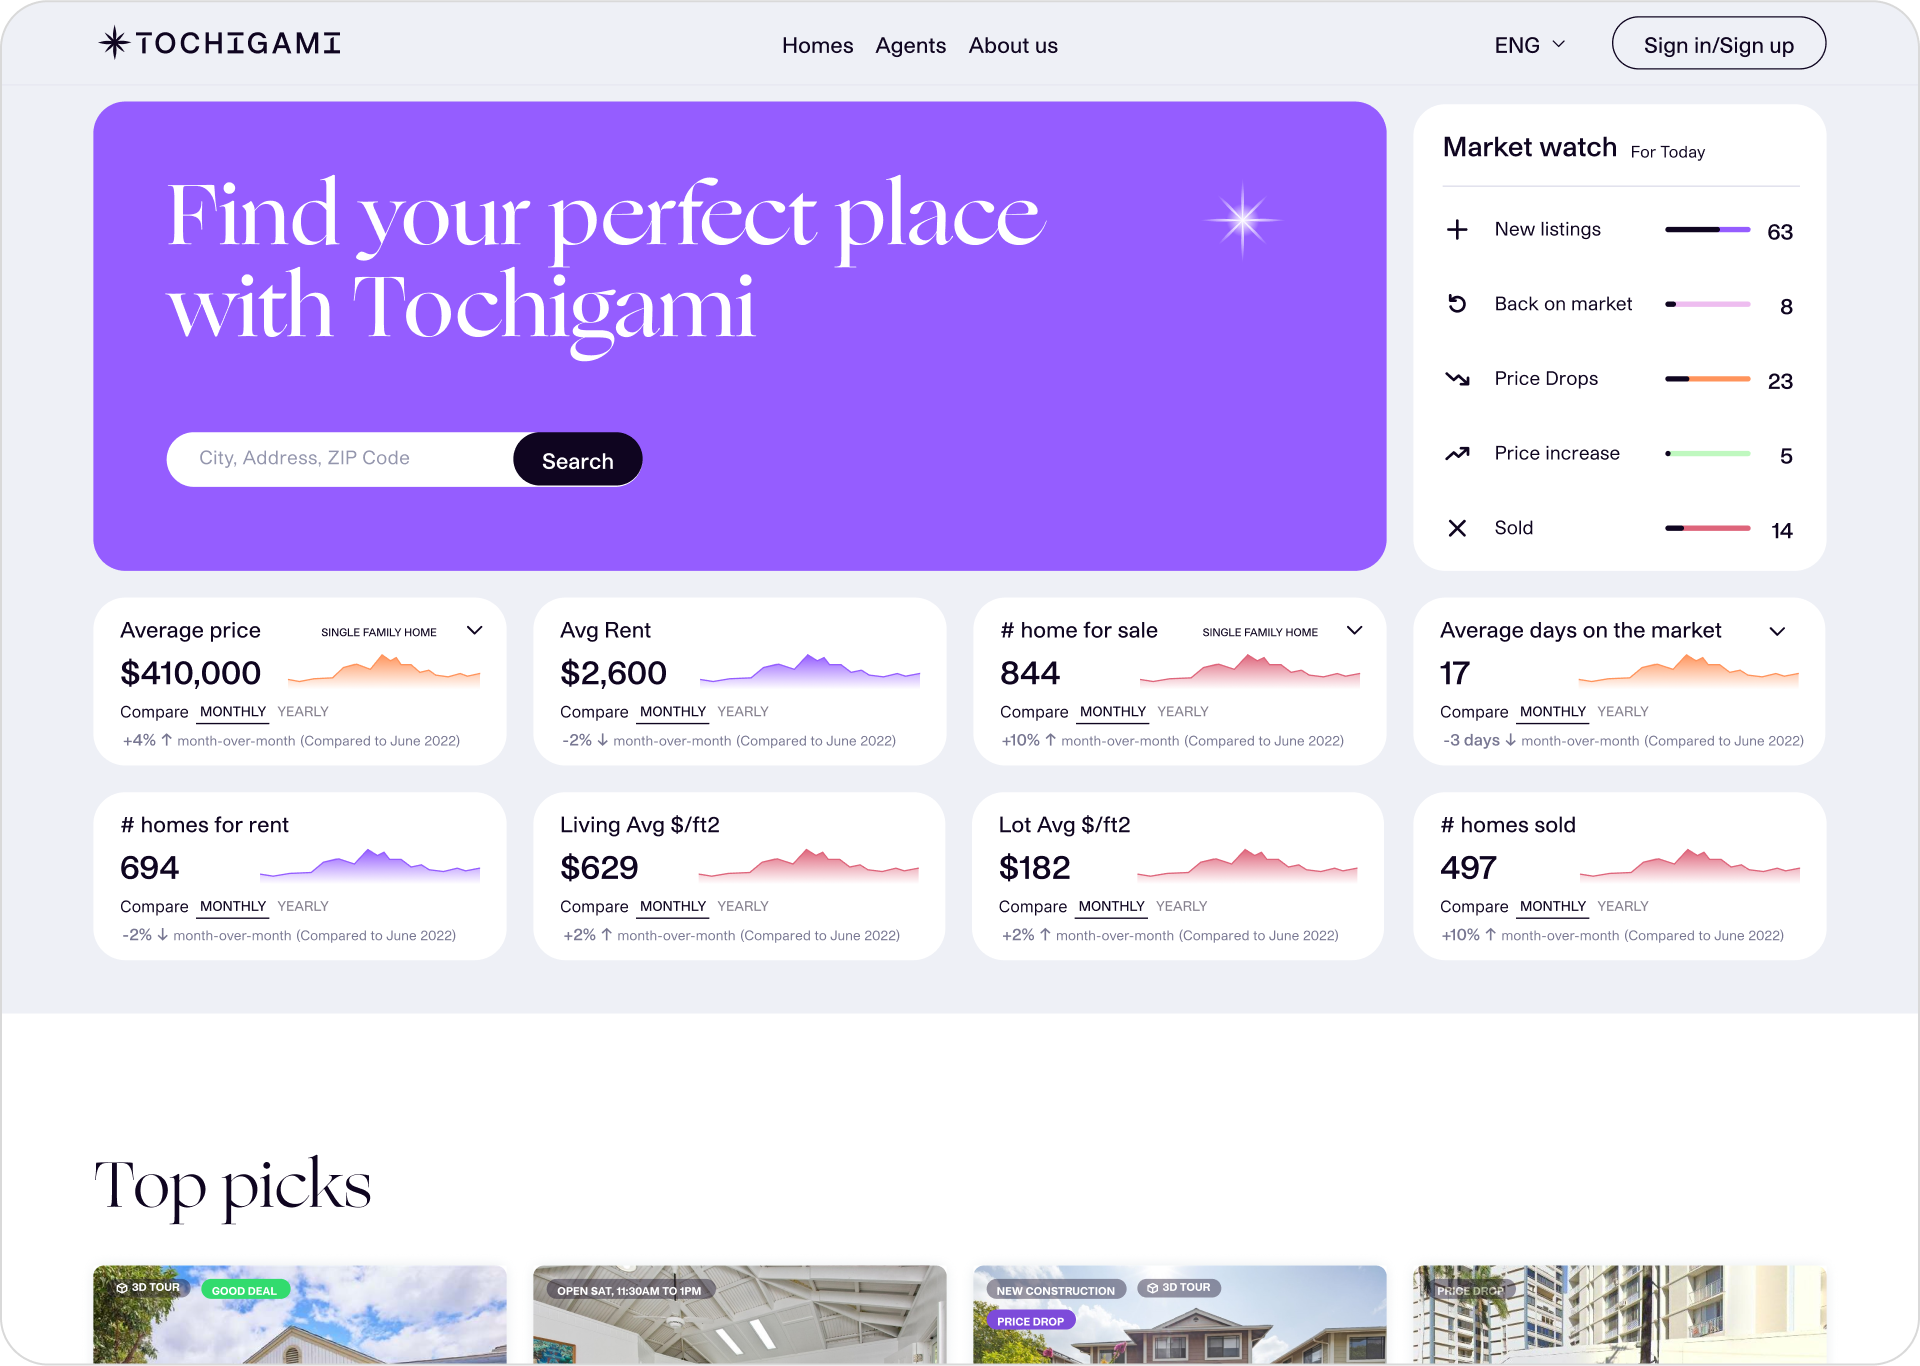 TOCHIGAMI
Homes Agents About us
ENG
Sign in/Sign up
Find your perfect place
with Tochigami
City, Address, ZIP Code
Search
Market watch For Today
New listings 63
Back on market 8
Price Drops 23
Price increase 5
Sold 14
Average price SINGLE FAMILY HOME
$410,000
Compare MONTHLY YEARLY
+4% ↑ month-over-month (Compared to June 2022)
Avg Rent
$2,600
Compare MONTHLY YEARLY
-2% ↓ month-over-month (Compared to June 2022)
# home for sale SINGLE FAMILY HOME
844
Compare MONTHLY YEARLY
+10% ↑ month-over-month (Compared to June 2022)
Average days on the market
17
Compare MONTHLY YEARLY
-3 days ↓ month-over-month (Compared to June 2022)
# homes for rent
694
Compare MONTHLY YEARLY
-2% ↓ month-over-month (Compared to June 2022)
Living Avg $/ft2
$629
Compare MONTHLY YEARLY
+2% ↑ month-over-month (Compared to June 2022)
Lot Avg $/ft2
$182
Compare MONTHLY YEARLY
+2% ↑ month-over-month (Compared to June 2022)
# homes sold
497
Compare MONTHLY YEARLY
+10% ↑ month-over-month (Compared to June 2022)
Top picks
3D TOUR GOOD DEAL
OPEN SAT, 11:30AM TO 1PM
NEW CONSTRUCTION 3D TOUR
PRICE DROP
PRICE DROP